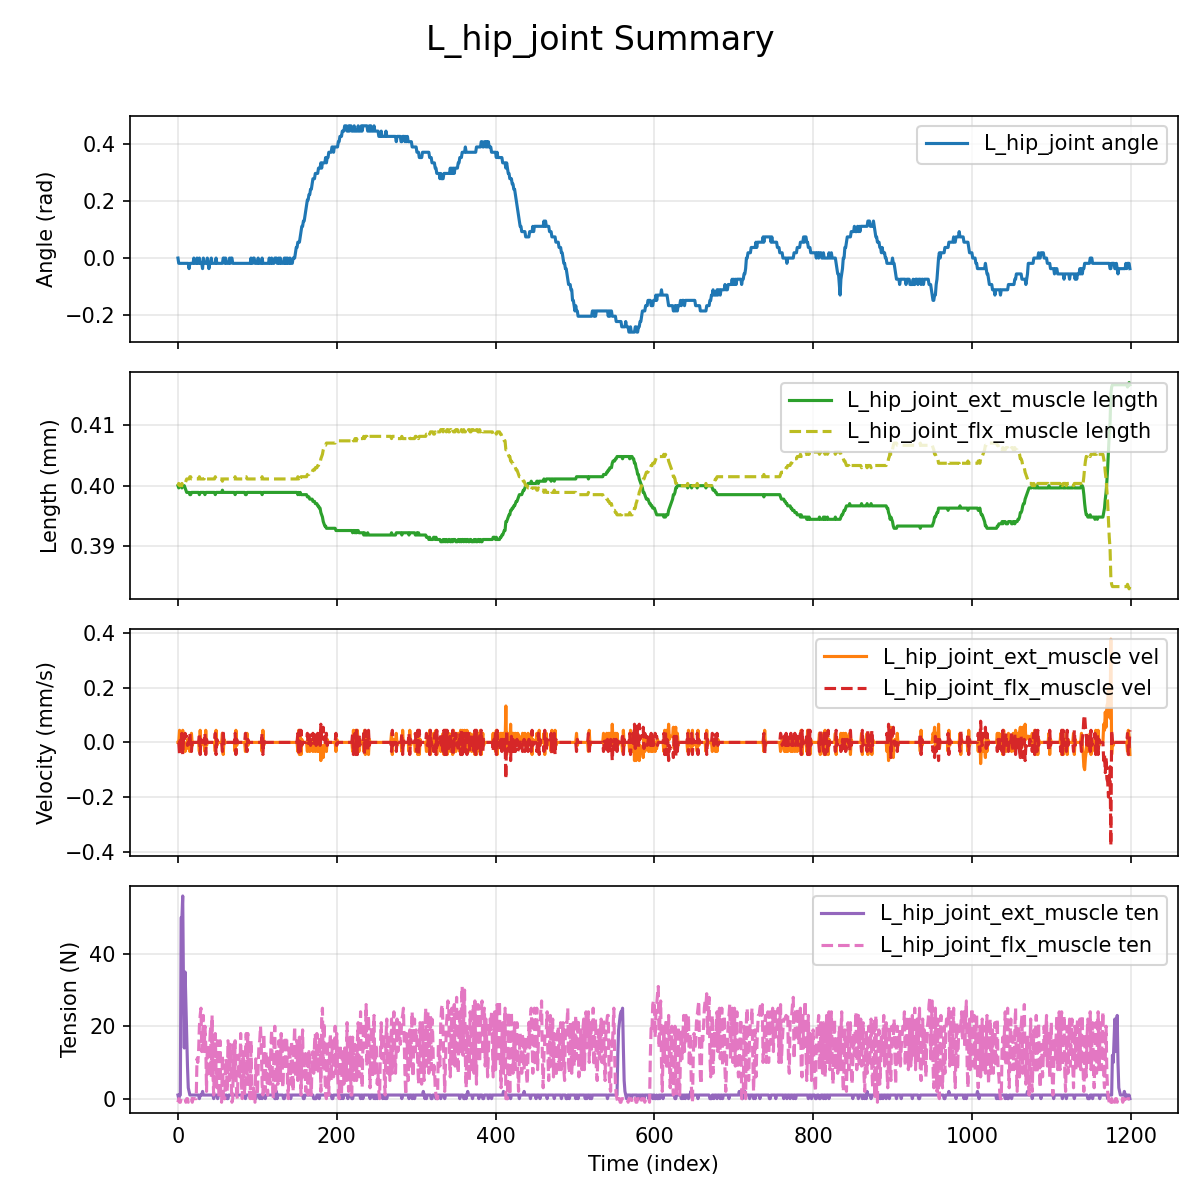 L_hip_joint Summary
0.4
0.2
0.0
−0.2
Angle (rad)
L_hip_joint angle
0.41
0.40
0.39
Length (mm)
L_hip_joint_ext_muscle length
L_hip_joint_flx_muscle length
0.4
0.2
0.0
−0.2
−0.4
Velocity (mm/s)
L_hip_joint_ext_muscle vel
L_hip_joint_flx_muscle vel
40
20
0
Tension (N)
L_hip_joint_ext_muscle ten
L_hip_joint_flx_muscle ten
0 200 400 600 800 1000 1200
Time (index)